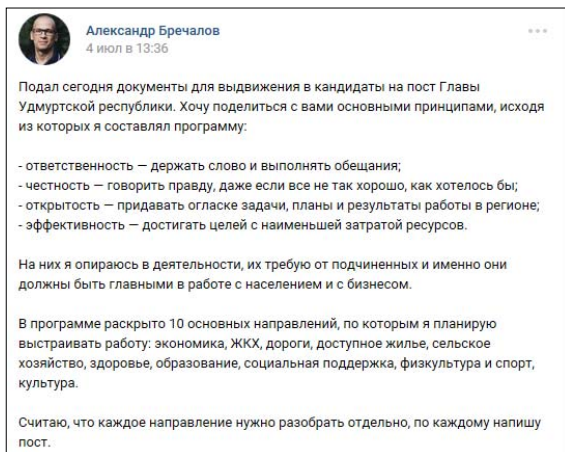 Александр Бречалов
4 июл в 13:36
Подал сегодня документы для выдвижения в кандидаты на пост Главы
Удмуртской республики. Хочу поделиться с вами основными принципами, исходя
из которых я составлял программу:
- ответственность — держать слово и выполнять обещания;
- честность — говорить правду, даже если все не так хорошо, как хотелось бы;
- открытость — придавать огласке задачи, планы и результаты работы в регионе;
- эффективность — достигать целей с наименьшей затратой ресурсов.
На них я опираюсь в деятельности, их требую от подчиненных и именно они
должны быть главными в работе с населением и с бизнесом.
В программе раскрыто 10 основных направлений, по которым я планирую
выстраивать работу: экономика, ЖКХ, дороги, доступное жилье, сельское
хозяйство, здоровье, образование, социальная поддержка, физкультура и спорт,
культура.
Считаю, что каждое направление нужно разобрать отдельно, по каждому напишу
пост.